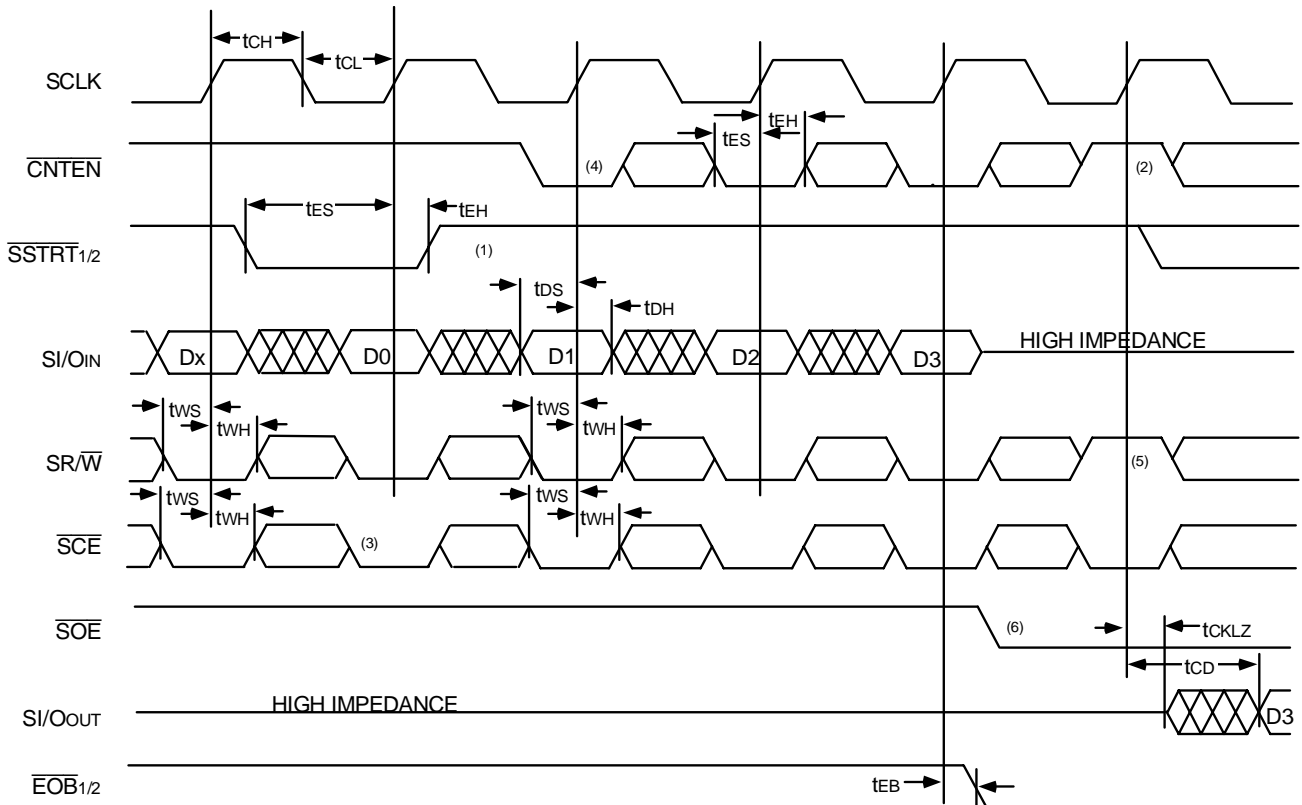 tCH
tCL
SCLK
tEH
tES
CNTEN
(4)
(2)
tES
tEH
SSTRT1/2
(1)
tDS
tDH
SI/OIN
Dx
D0
D1
D2
D3
HIGH IMPEDANCE
tWS
tWH
tWS
tWH
SR/W
(5)
tWS
tWH
tWS
tWH
SCE
(3)
SOE
(6)
tCKLZ
tCD
HIGH IMPEDANCE
SI/OOUT
D3
EOB1/2
tEB